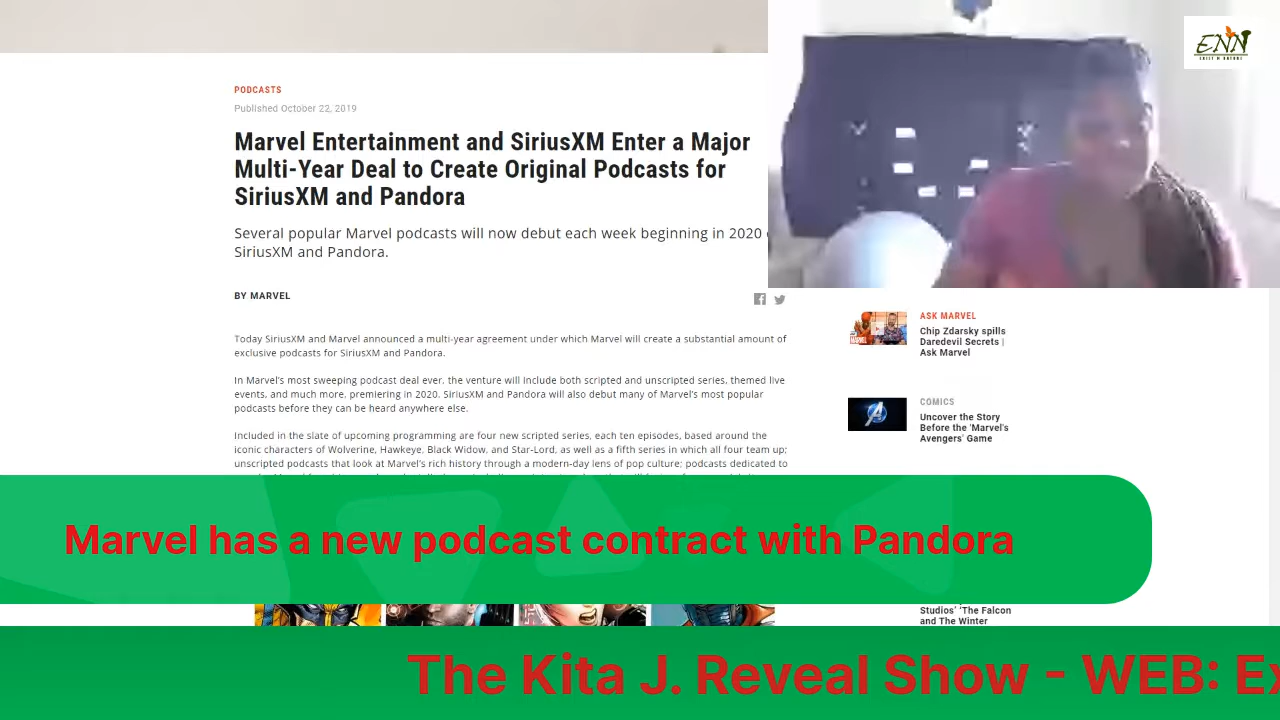 PODCASTS
Published October 22, 2019
Marvel Entertainment and SiriusXM Enter a Major
Multi-Year Deal to Create Original Podcasts for
SiriusXM and Pandora
Several popular Marvel podcasts will now debut each week beginning in 2020
SiriusXM and Pandora.
BY MARVEL
Today SiriusXM and Marvel announced a multi-year agreement under which Marvel will create a substantial amount of
exclusive podcasts for SiriusXM and Pandora.
In Marvel's most sweeping podcast deal ever, the venture will include both scripted and unscripted series, themed live
events, and much more, premiering in 2020. SiriusXM and Pandora will also debut many of Marvel's most popular
podcasts before they can be heard anywhere else.
Included in the slate of upcoming programming are four new scripted series, each ten episodes, based around the
iconic characters of Wolverine, Hawkeye, Black Widow, and Star-Lord, as well as a fifth series in which all four team up;
unscripted podcasts that look at Marvel's rich history through a modern-day lens of pop culture; podcasts dedicated to
ENN
ASK MARVEL
Chip Zdarsky spills
Daredevil Secrets |
Ask Marvel
COMICS
Uncover the Story
Before the 'Marvel's
Avengers' Game
Marvel has a new podcast contract with Pandora
Studios' 'The Falcon
and The Winter
The Kita J. Reveal Show - WEB: Ex